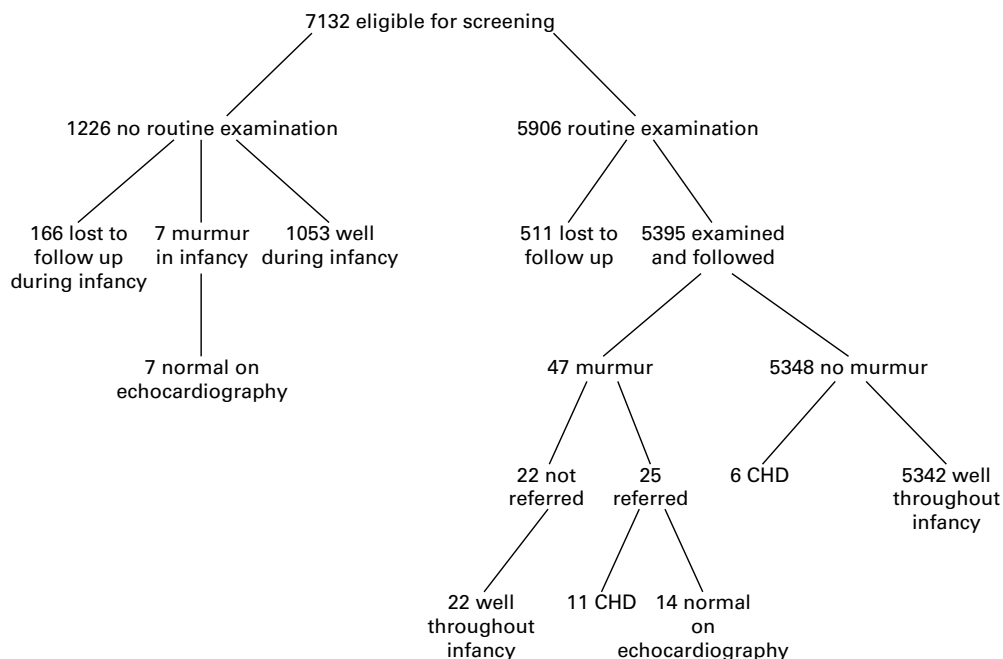 7132 eligible for screening
1226 no routine examination
5906 routine examination
166 lost to
follow up
during infancy
7 murmur
in infancy
1053 well
during infancy
511 lost to
follow up
5395 examined
and followed
7 normal on
echocardiography
47 murmur
5348 no murmur
22 not
referred
25
referred
6 CHD
5342 well
throughout
infancy
22 well
throughout
infancy
11 CHD
14 normal
on
echocardiography